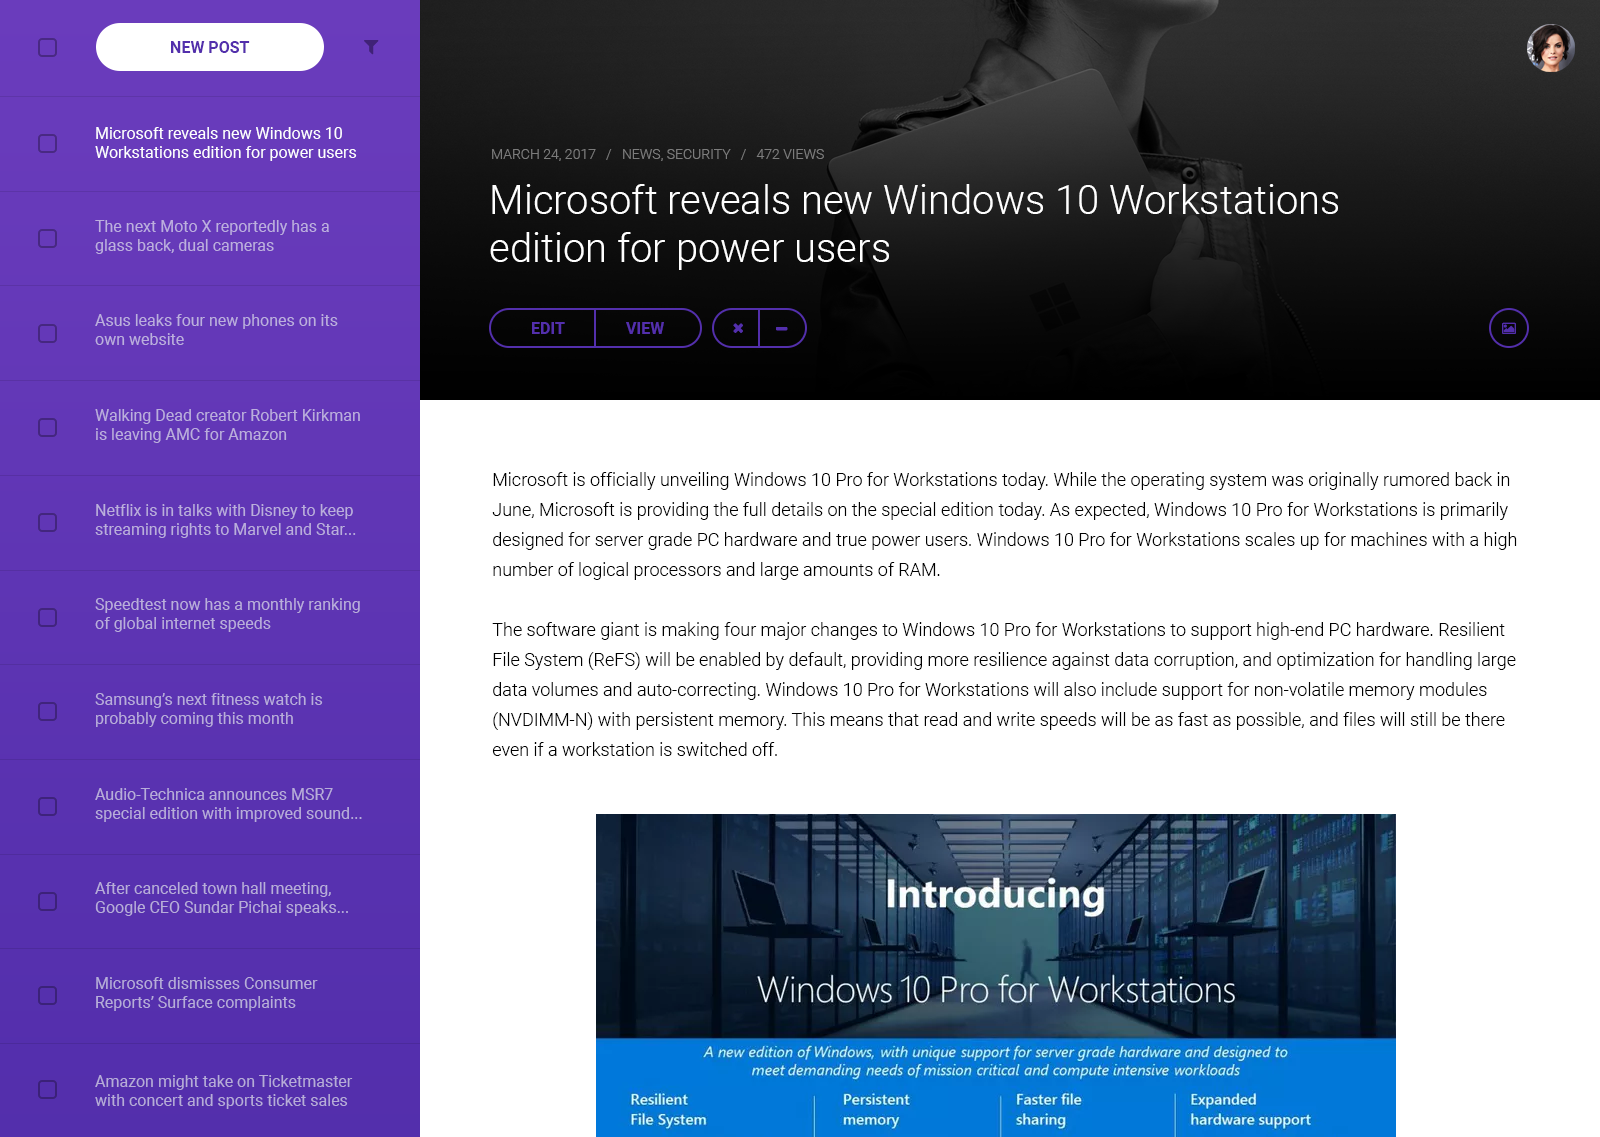 NEW POST
Microsoft reveals new Windows 10
Workstations edition for power users
The next Moto X reportedly has a
glass back, dual cameras
Asus leaks four new phones on its
own website
Walking Dead creator Robert Kirkman
is leaving AMC for Amazon
Netflix is in talks with Disney to keep
streaming rights to Marvel and Star...
Speedtest now has a monthly ranking
of global internet speeds
Samsung’s next fitness watch is
probably coming this month
Audio-Technica announces MSR7
special edition with improved sound...
After canceled town hall meeting,
Google CEO Sundar Pichai speaks...
Microsoft dismisses Consumer
Reports’ Surface complaints
Amazon might take on Ticketmaster
with concert and sports ticket sales
MARCH 24, 2017 / NEWS, SECURITY / 472 VIEWS
Microsoft reveals new Windows 10 Workstations
edition for power users
EDIT VIEW
Microsoft is officially unveiling Windows 10 Pro for Workstations today. While the operating system was originally rumored back in
June, Microsoft is providing the full details on the special edition today. As expected, Windows 10 Pro for Workstations is primarily
designed for server grade PC hardware and true power users. Windows 10 Pro for Workstations scales up for machines with a high
number of logical processors and large amounts of RAM.
The software giant is making four major changes to Windows 10 Pro for Workstations to support high-end PC hardware. Resilient
File System (ReFS) will be enabled by default, providing more resilience against data corruption, and optimization for handling large
data volumes and auto-correcting. Windows 10 Pro for Workstations will also include support for non-volatile memory modules
(NVDIMM-N) with persistent memory. This means that read and write speeds will be as fast as possible, and files will still be there
even if a workstation is switched off.
Introducing
Windows 10 Pro for Workstations
A new edition of Windows, with unique support for server grade hardware and designed to
meet demanding needs of mission critical and compute intensive workloads
Resilient
File System
Persistent
memory
Faster file
sharing
Expanded
hardware support